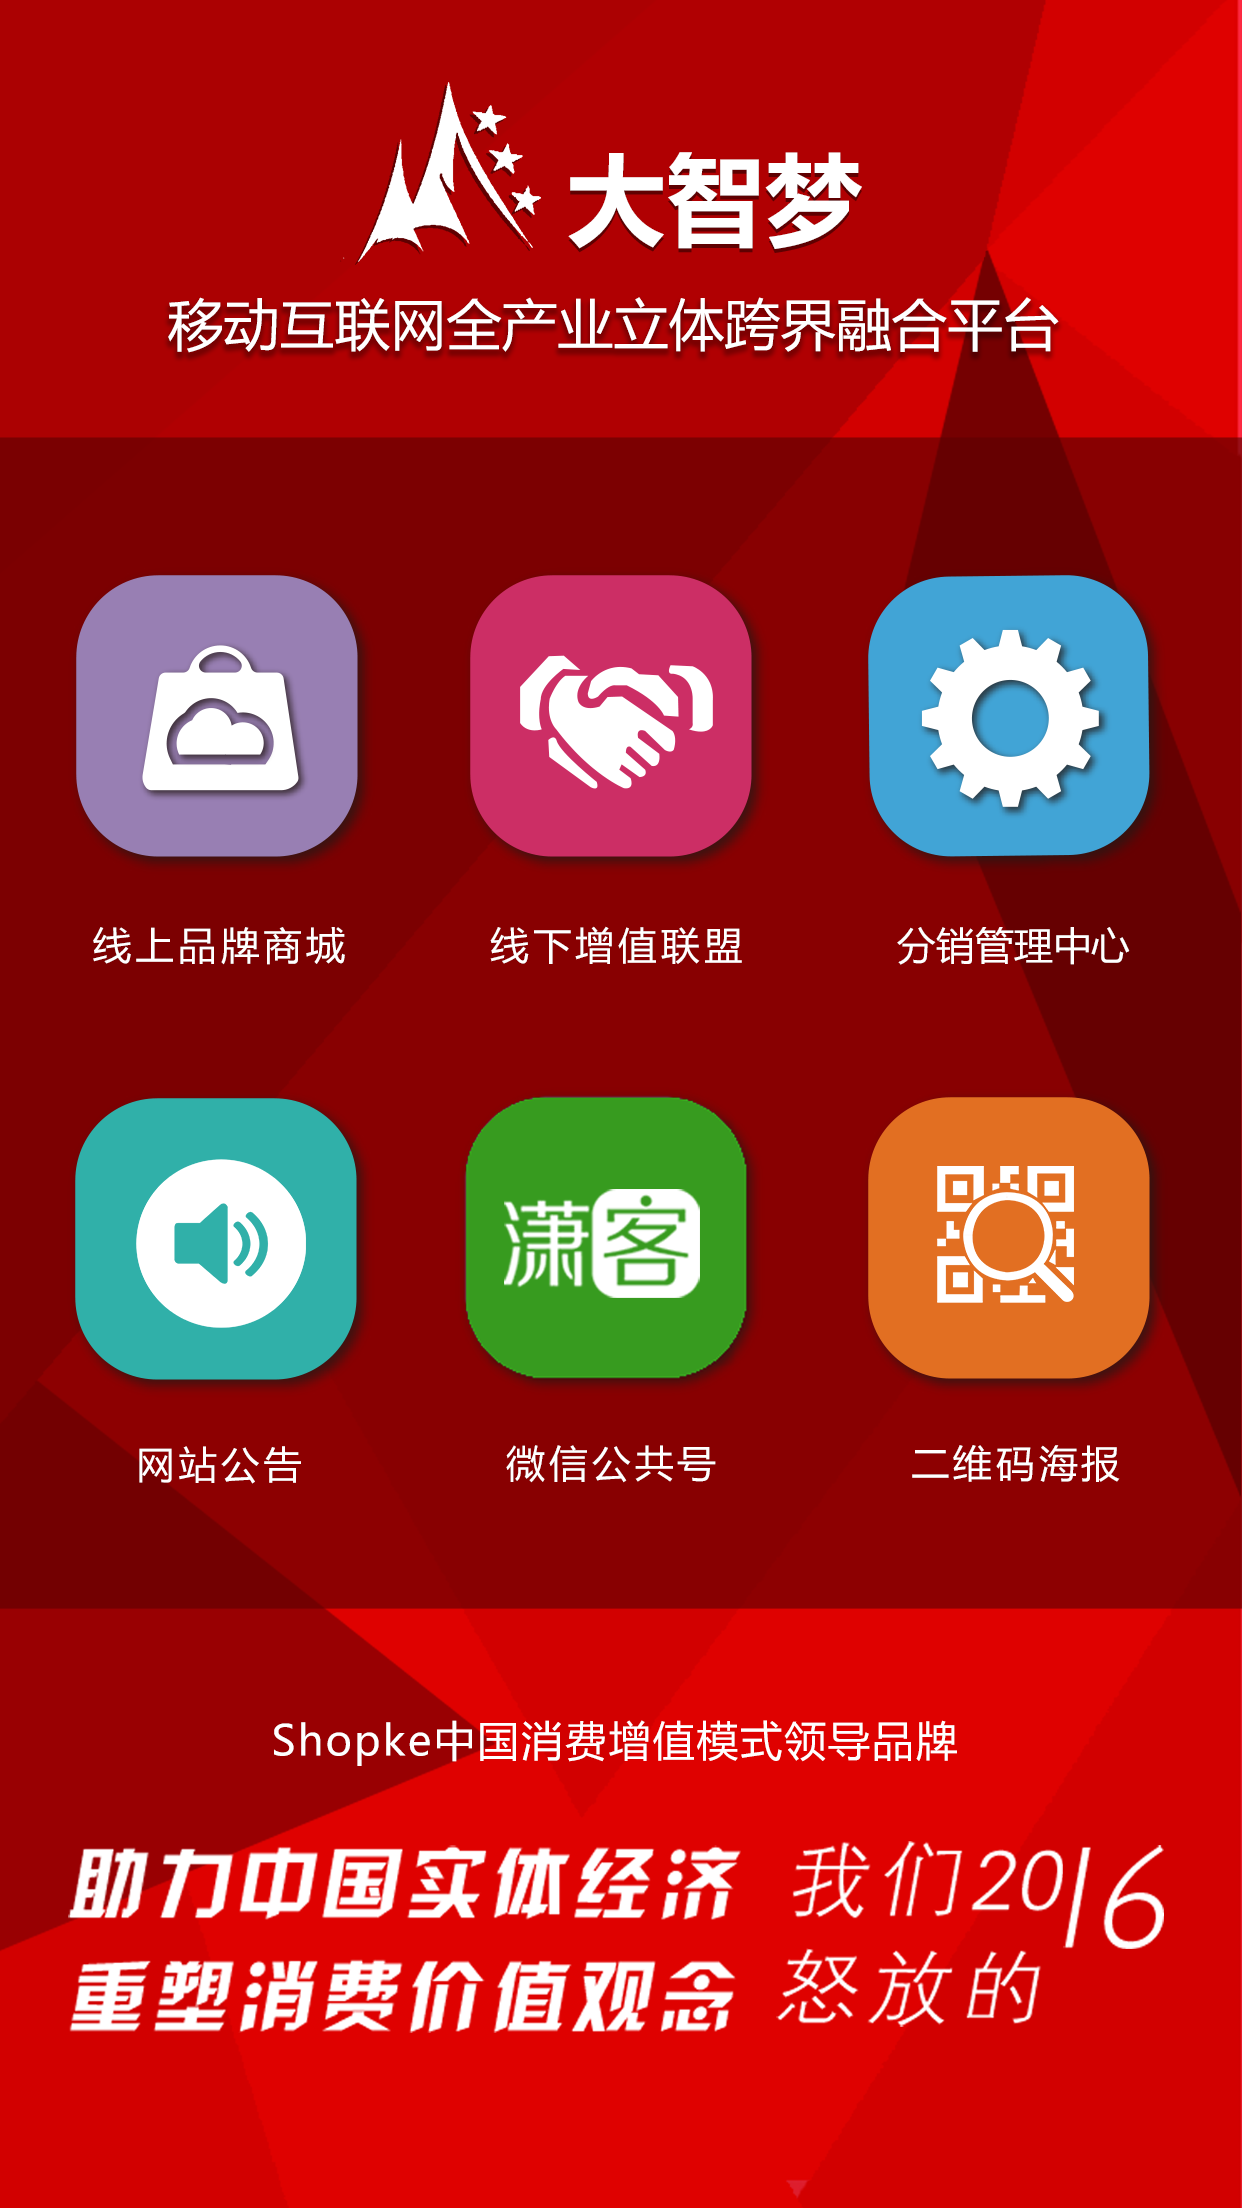 大智梦
移动互联网全产业立体跨界融合平台
线上品牌商城
线下增值联盟
分销管理中心
潇客
网站公告
微信公共号
二维码海报
Shopke中国消费增值模式领导品牌
助力中国实体经济
重塑消费价值观念
我们2016
怒放的